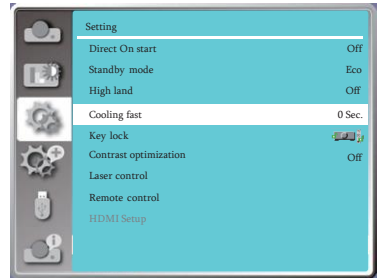 Setting
Direct On start Off
Standby mode Eco
High land Off
Cooling fast 0 Sec.
Key lock
Contrast optimization Off
Laser control
Remote control
HDMI Setup